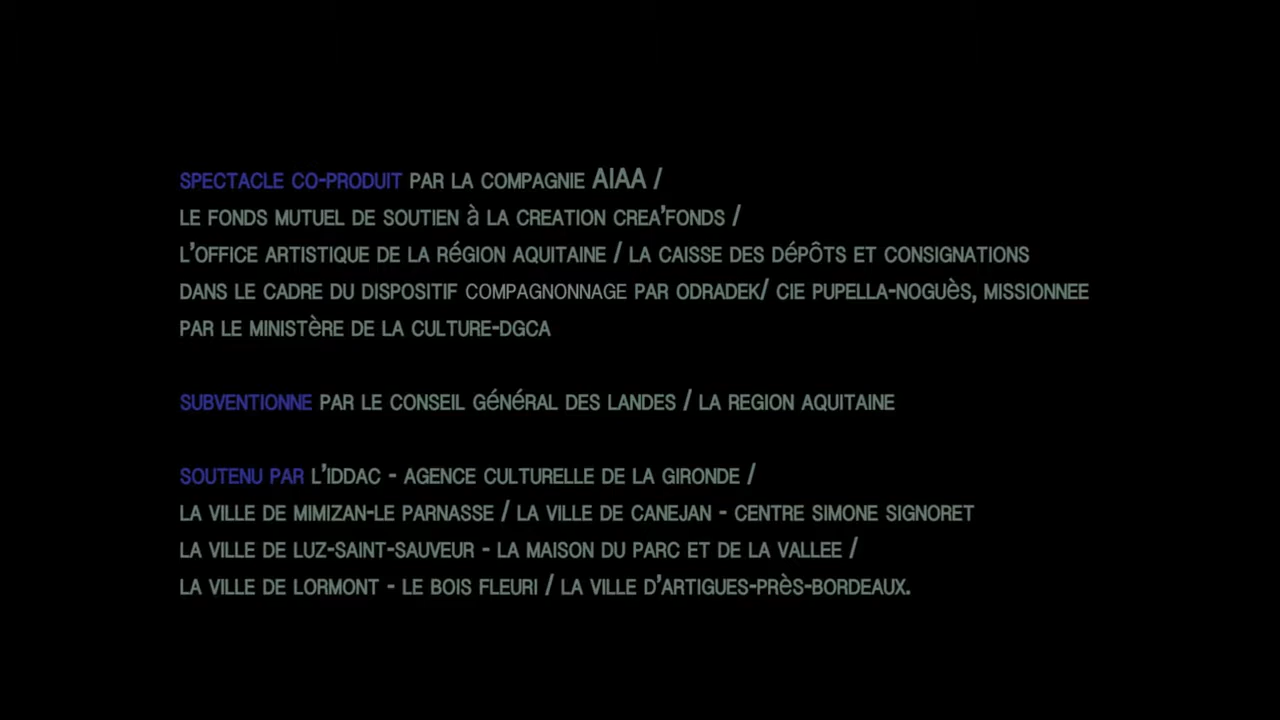 SPECTACLE CO-PRODUIT PAR LA COMPAGNIE AIAA /
LE FONDS MUTUEL DE SOUTIEN à LA CREATION CREA'FONDS /
L'OFFICE ARTISTIQUE DE LA RéGION AQUITAINE / LA CAISSE DES DéPÔTS ET CONSIGNATIONS
DANS LE CADRE DU DISPOSITIF COMPAGNONNAGE PAR ODRADEK/ CIE PUPELLA-NOGUèS, MISSIONNEE
PAR LE MINISTèRE DE LA CULTURE-DGCA
SUBVENTIONNE PAR LE CONSEIL GéNéRAL DES LANDES / LA REGION AQUITAINE
SOUTENU PAR L'IDDAC - AGENCE CULTURELLE DE LA GIRONDE /
LA VILLE DE MIMIZAN-LE PARNASSE / LA VILLE DE CANEJAN - CENTRE SIMONE SIGNORET
LA VILLE DE LUZ-SAINT-SAUVEUR - LA MAISON DU PARC ET DE LA VALLEE /
LA VILLE DE LORMONT - LE BOIS FLEURI / LA VILLE D'ARTIGUES-PRèS-BORDEAUX.